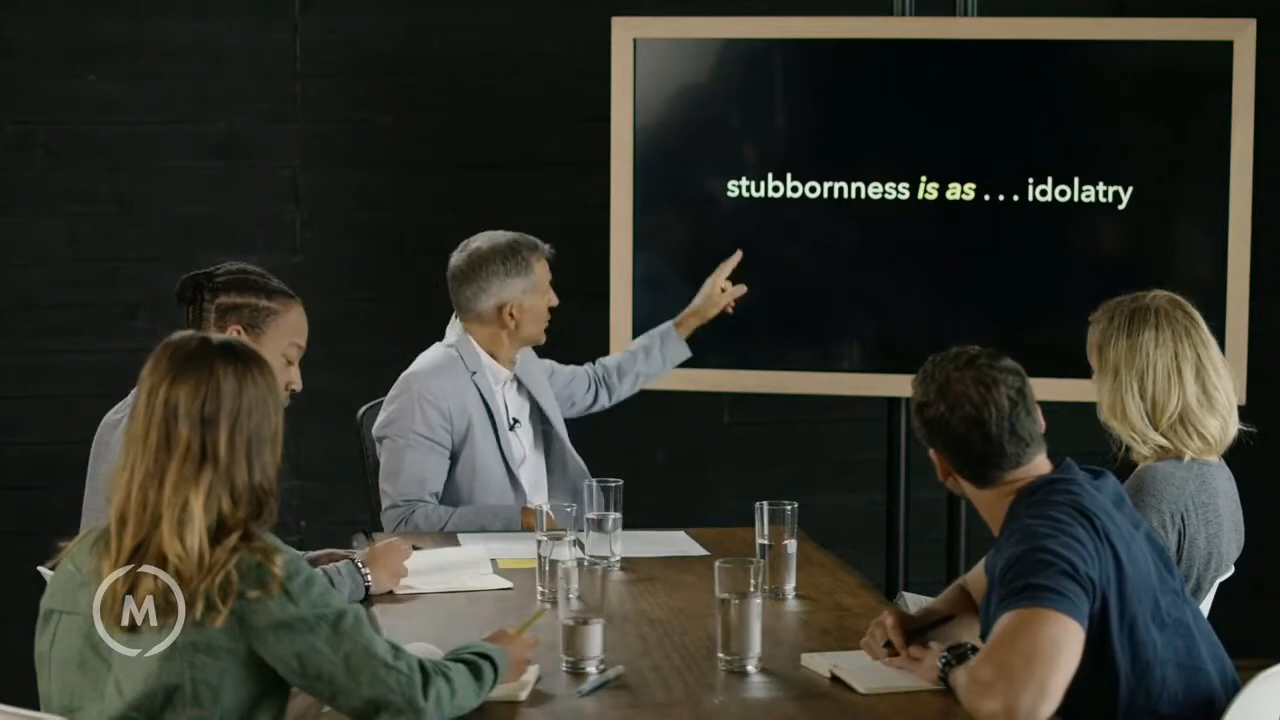 stubbornness is as . . . idolatry
M